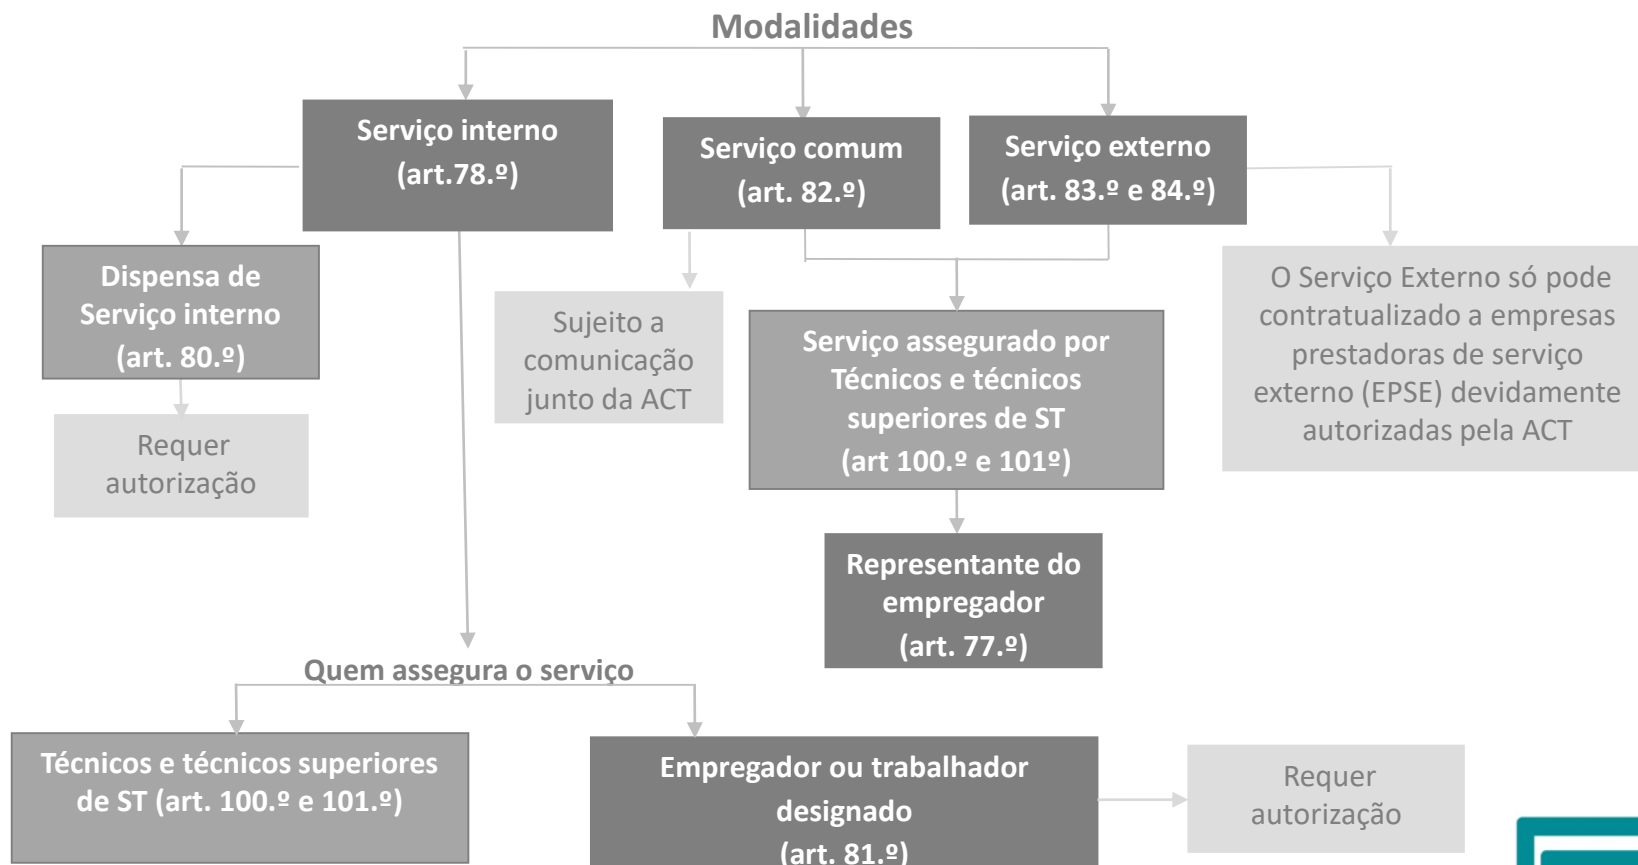 Modalidades
Serviço interno
(art.78.º)
Serviço comum
(art. 82.º)
Serviço externo
(art. 83.º e 84.º)
Dispensa de
Serviço interno
(art. 80.º)
Requer
autorização
Sujeito a
comunicação
junto da ACT
Serviço assegurado por
Técnicos e técnicos
superiores de ST
(art 100.º e 101º)
O Serviço Externo só pode
contratualizado a empresas
prestadoras de serviço
externo (EPSE) devidamente
autorizadas pela ACT
Representante do
empregador
(art. 77.º)
Quem assegura o serviço
Técnicos e técnicos superiores
de ST (art. 100.º e 101.º)
Empregador ou trabalhador
designado
(art. 81.º)
Requer
autorização